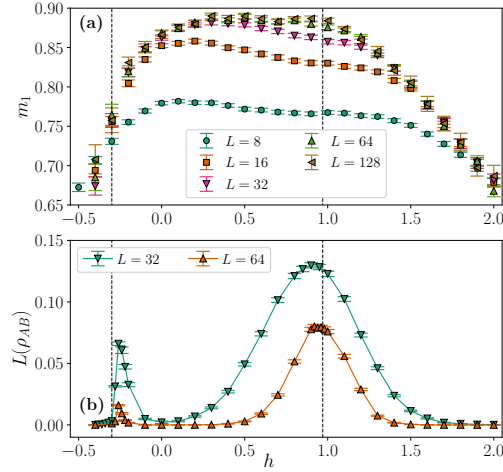 (a)
m₁
0.90
0.85
0.80
0.75
0.70
0.65
L = 8
L = 16
L = 32
L = 64
L = 128
−0.5 0.0 0.5 1.0 1.5 2.0
(b)
L(ρ_AB)
0.15
0.10
0.05
0.00
L = 32
L = 64
−0.5 0.0 0.5 1.0 1.5 2.0
h